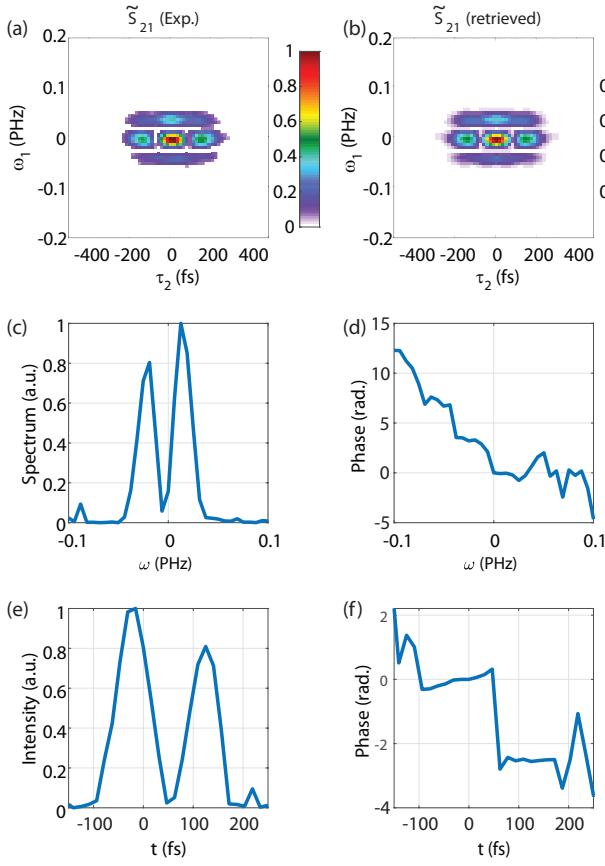 (a) S̃ 21 (Exp.)
(b) S̃ 21 (retrieved)
0.2
0.1
0
-0.1
-0.2
ω1 (PHz)
-400 -200 0 200 400
τ2 (fs)
1
0.8
0.6
0.4
0.2
0
0.2
0.1
0
-0.1
-0.2
ω1 (PHz)
-400 -200 0 200 400
τ2 (fs)
0
0
0
(c)
1
0.8
0.6
0.4
0.2
0
Spectrum (a.u.)
-0.1 0 0.1
ω (PHz)
(d)
15
10
5
0
-5
Phase (rad.)
-0.1 0 0.1
ω (PHz)
(e)
1
0.8
0.6
0.4
0.2
0
Intensity (a.u.)
-100 0 100 200
t (fs)
(f)
2
0
-2
-4
Phase (rad.)
-100 0 100 200
t (fs)